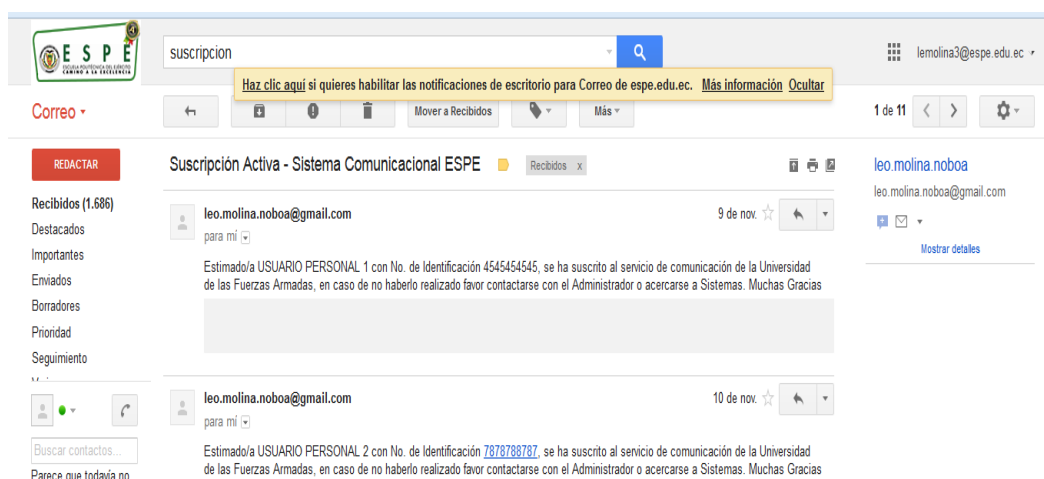 ESPE
ESCUELA POLITÉCNICA DEL EJÉRCITO
CAMINO A LA EXCELENCIA
suscripcion
lemolina3@espe.edu.ec
Haz clic aquí si quieres habilitar las notificaciones de escritorio para Correo de espe.edu.ec. Más información Ocultar
Correo
Mover a Recibidos
Más
1 de 11
REDACTAR
Recibidos (1.686)
Destacados
Importantes
Enviados
Borradores
Prioridad
Seguimiento
Buscar contactos...
Parece que todavía no
Suscripción Activa - Sistema Comunicacional ESPE
Recibidos x
leo.molina.noboa@gmail.com
9 de nov.
para mí
Estimado/a USUARIO PERSONAL 1 con No. de Identificación 4545454545, se ha suscrito al servicio de comunicación de la Universidad
de las Fuerzas Armadas, en caso de no haberlo realizado favor contactarse con el Administrador o acercarse a Sistemas. Muchas Gracias
leo.molina.noboa@gmail.com
10 de nov.
para mí
Estimado/a USUARIO PERSONAL 2 con No. de Identificación 7878788787, se ha suscrito al servicio de comunicación de la Universidad
de las Fuerzas Armadas, en caso de no haberlo realizado favor contactarse con el Administrador o acercarse a Sistemas. Muchas Gracias
leo.molina.noboa
leo.molina.noboa@gmail.com
Mostrar detalles